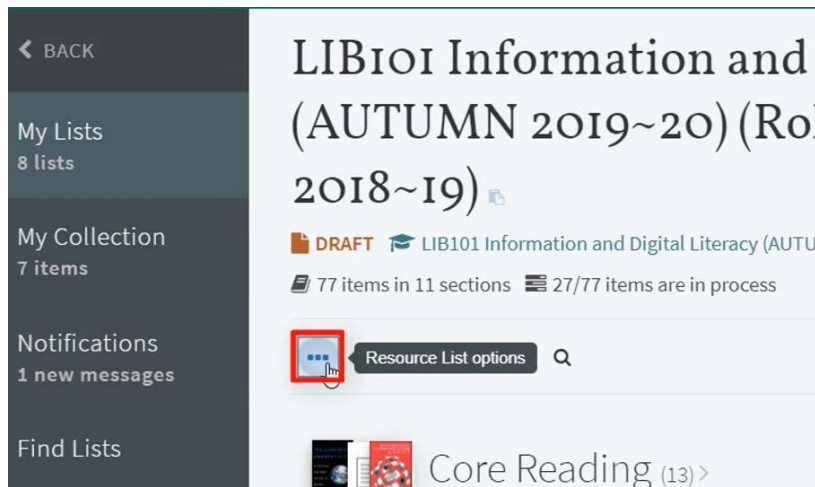 BACK
My Lists
8 lists
My Collection
7 items
Notifications
1 new messages
Find Lists
LIB101 Information and
(AUTUMN 2019~20) (Rol
2018~19)
DRAFT LIB101 Information and Digital Literacy (AUTU
77 items in 11 sections 27/77 items are in process
Resource List options
Core Reading (13) >